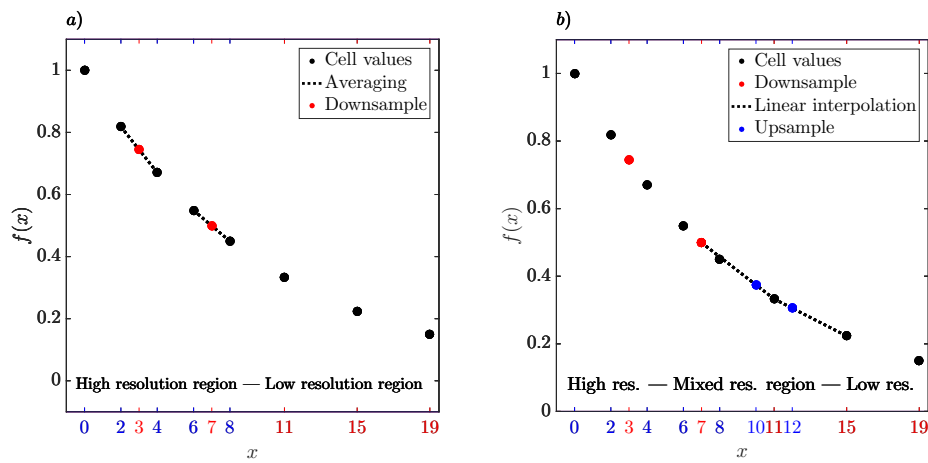 a)
Cell values
Averaging
Downsample
1
0.8
0.6
0.4
0.2
0
f(x)
High resolution region — Low resolution region
0 2 3 4 6 7 8 11 15 19
x
b)
Cell values
Downsample
Linear interpolation
Upsample
1
0.8
0.6
0.4
0.2
0
f(x)
High res. — Mixed res. region — Low res.
0 2 3 4 6 7 8 10 11 12 15 19
x